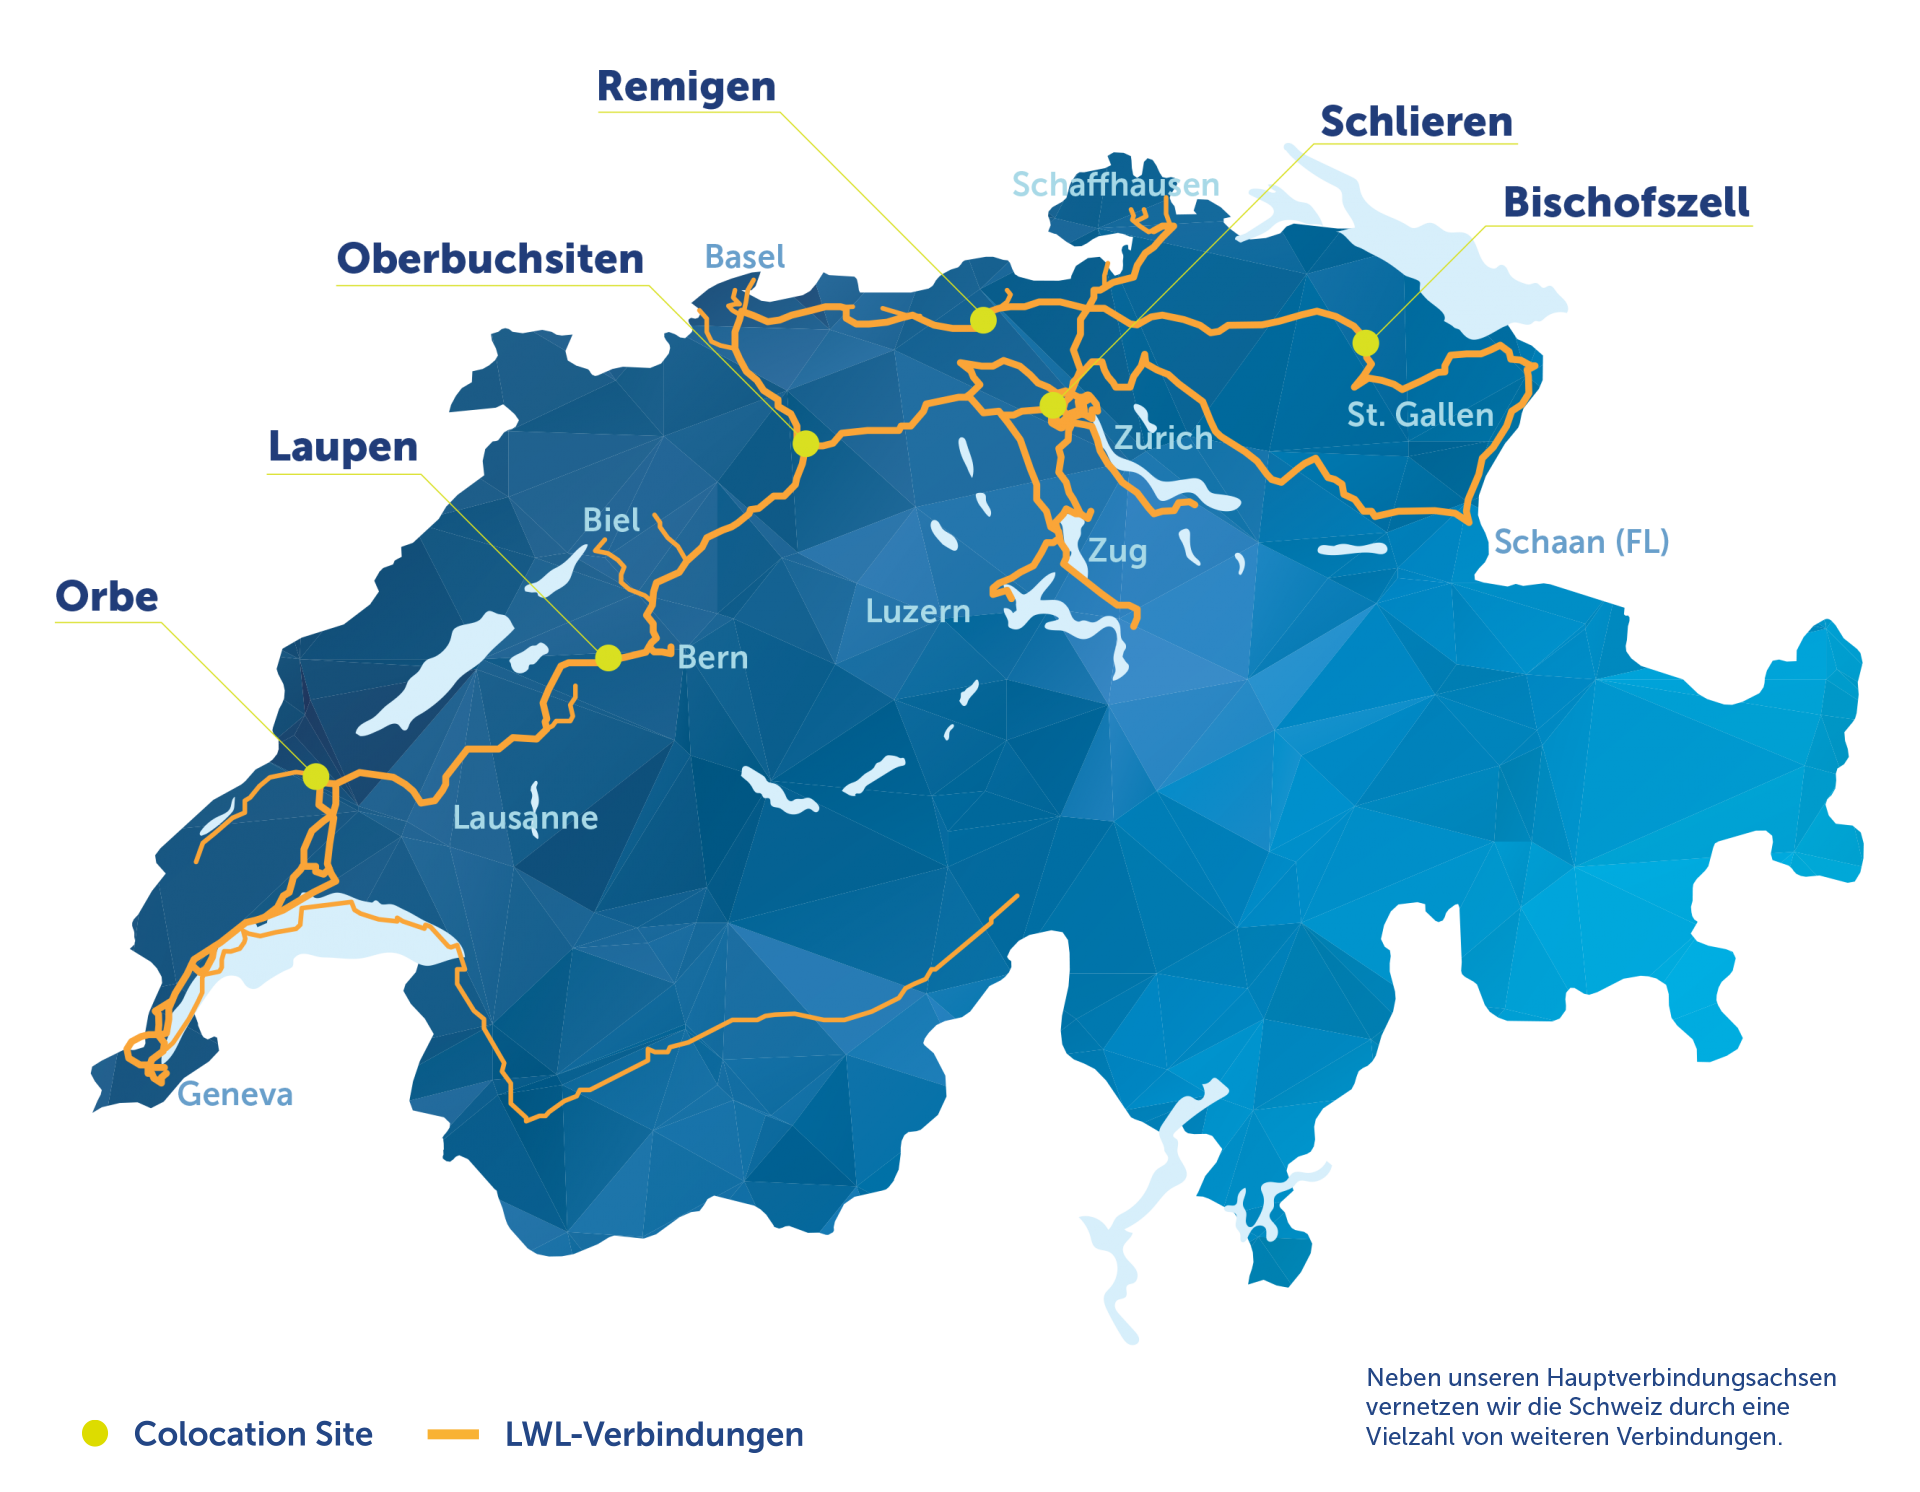 Remigen
Schlieren
Schaffhausen
Bischofszell
Oberbuchsiten
Basel
St. Gallen
Zürich
Laupen
Biel
Schaan (FL)
Zug
Orbe
Luzern
Bern
Lausanne
Geneva
Neben unseren Hauptverbindungsachsen
vernetzen wir die Schweiz durch eine
Vielzahl von weiteren Verbindungen.
Colocation Site
LWL-Verbindungen